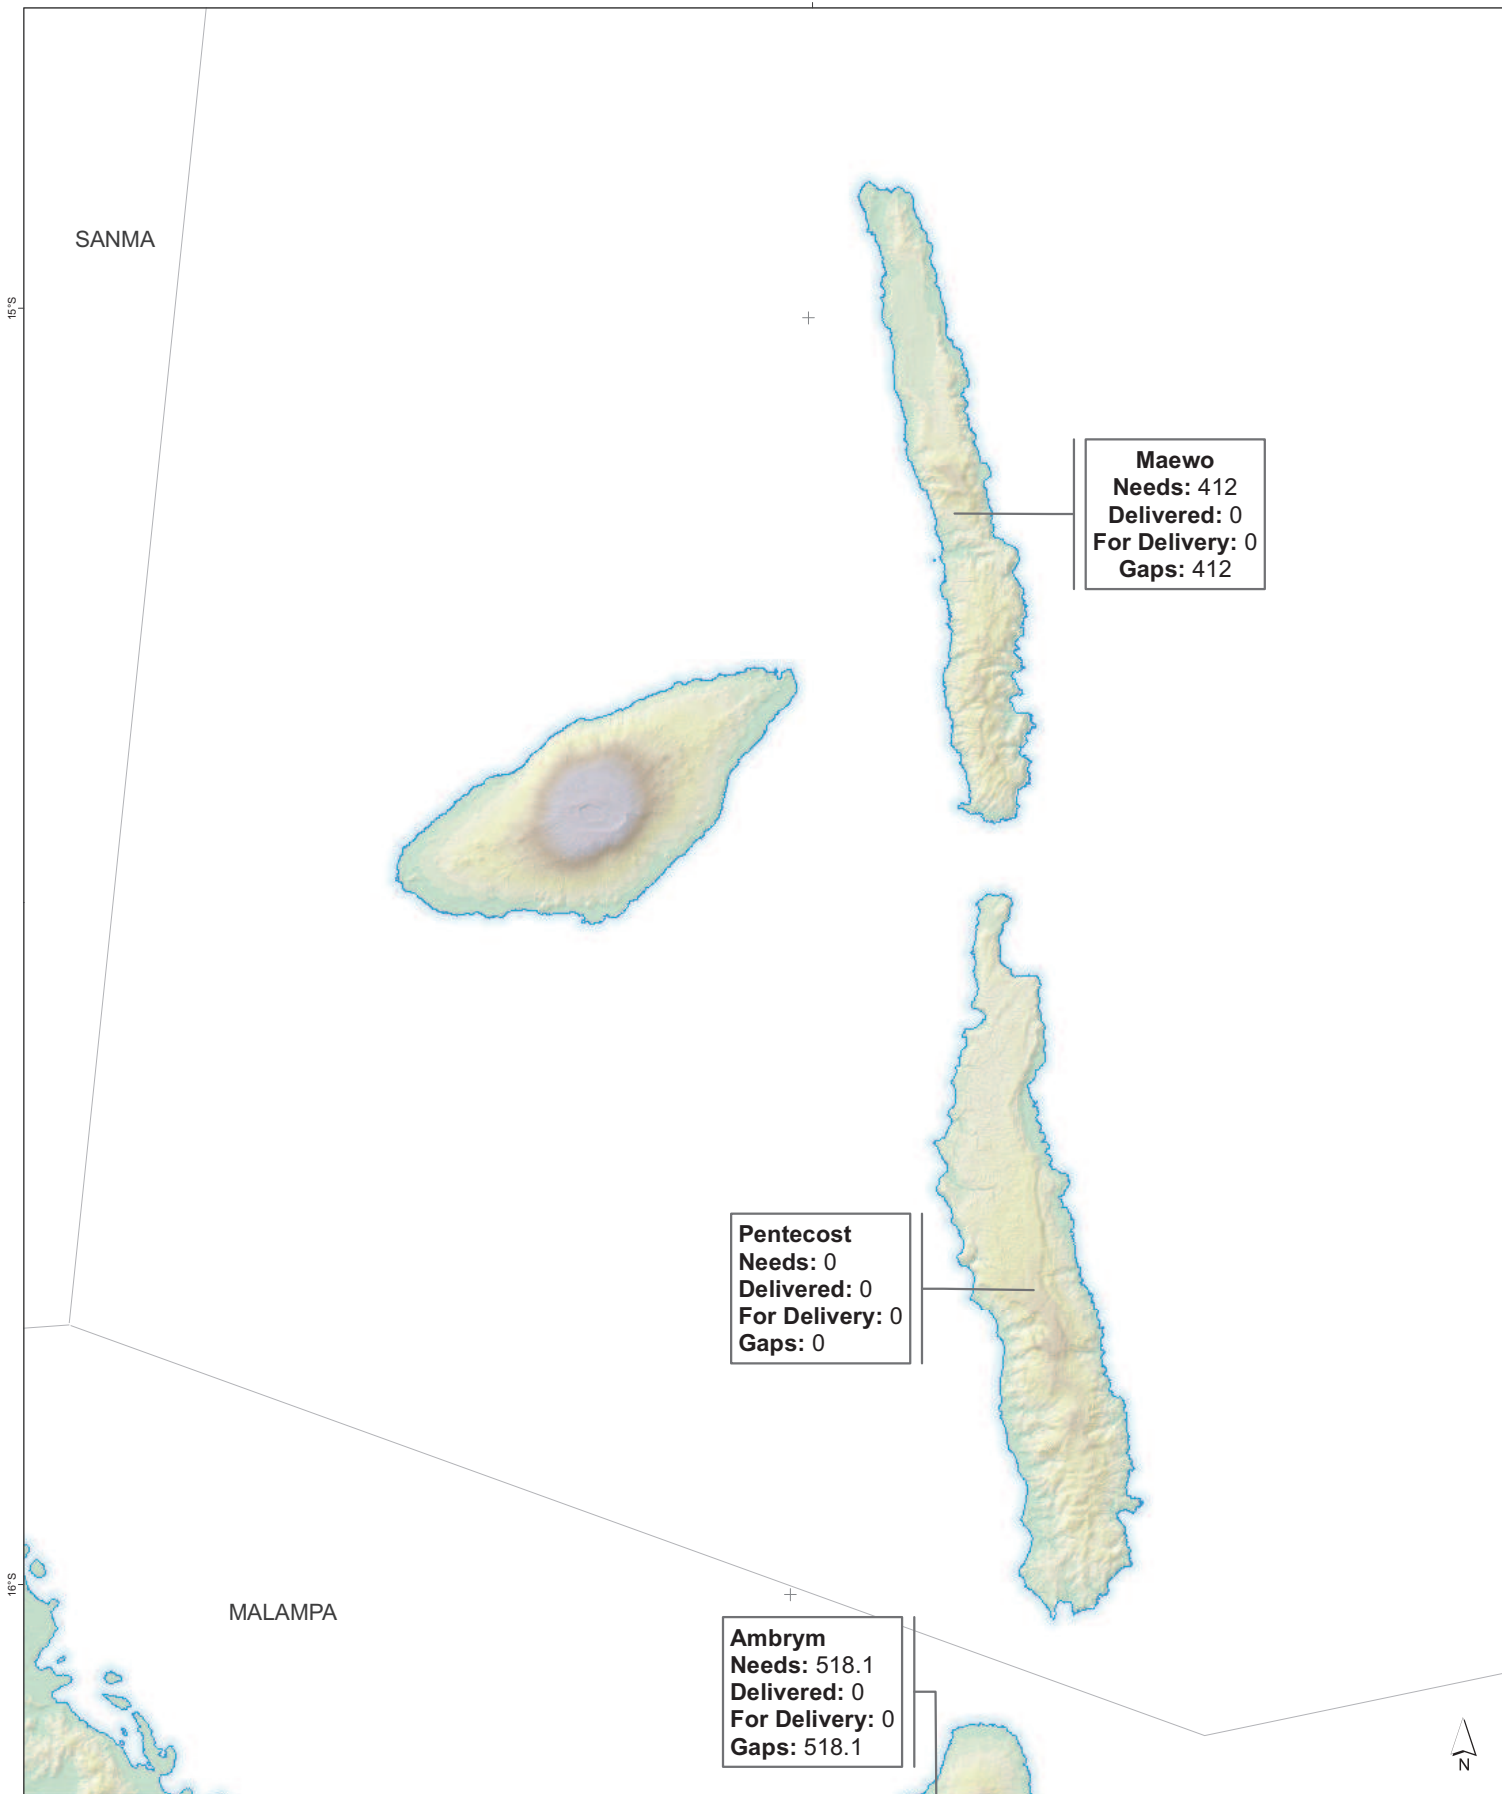 SANMA
15°S
Maewo
Needs: 412
Delivered: 0
For Delivery: 0
Gaps: 412
Pentecost
Needs: 0
Delivered: 0
For Delivery: 0
Gaps: 0
16°S
MALAMPA
Ambrym
Needs: 518.1
Delivered: 0
For Delivery: 0
Gaps: 518.1
N